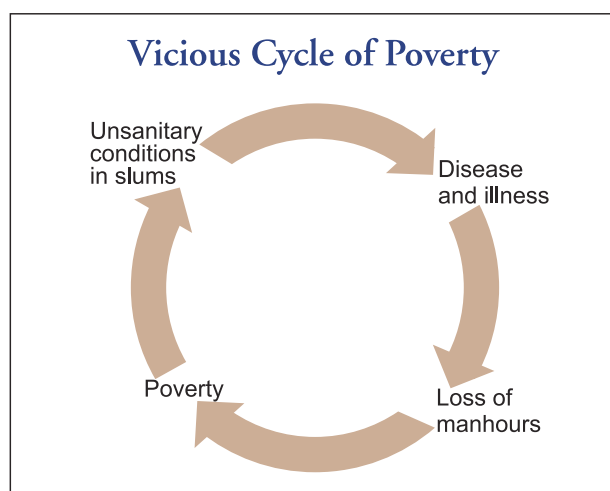 Vicious Cycle of Poverty
Unsanitary
conditions
in slums
Disease
and illness
Loss of
manhours
Poverty